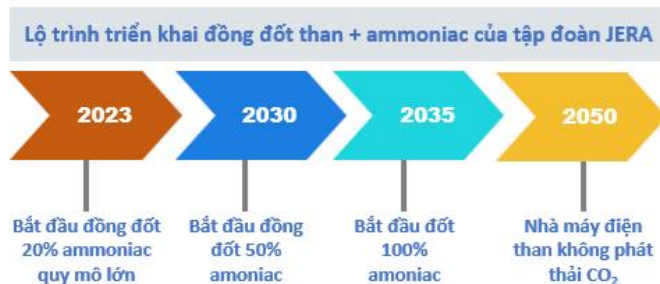 Lộ trình triển khai đồng đốt than + ammoniac của tập đoàn JERA
2023
2030
2035
2050
Bắt đầu đồng đốt
20% ammoniac
quy mô lớn
Bắt đầu đồng
đốt 50%
amoniac
Bắt đầu đốt
100%
amoniac
Nhà máy điện
than không phát
thải CO₂